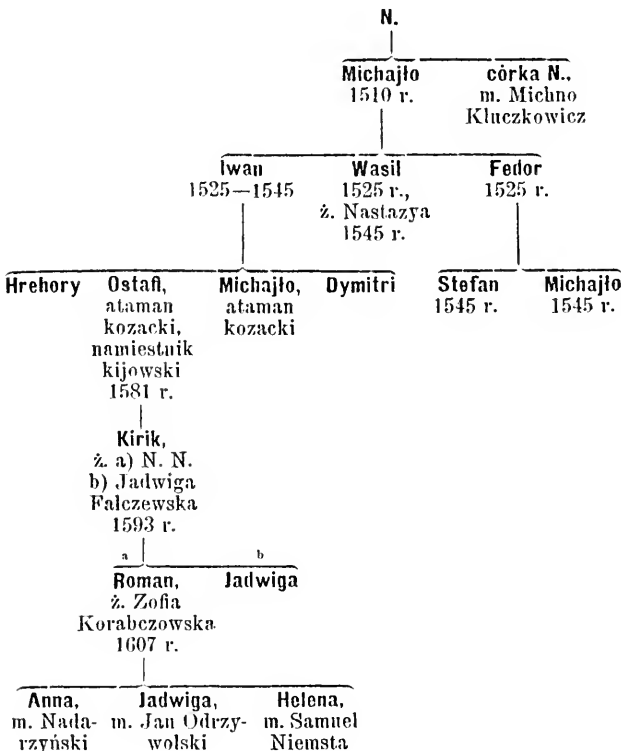 N.
Michajło córka N.,
1510 r. m. Michno
Kłuczkowicz
Iwan Wasil Fedor
1525—1545 1525 r., 1525 r.
ż. Nastazya
1545 r.
Hrehory Ostafi, Michajło, Dymitri Stefan Michajło
ataman ataman 1545 r. 1545 r.
kozacki, kozacki
namiestnik
kijowski
1581 r.
Kirik,
ż. a) N. N.
b) Jadwiga
Falczewska
1593 r.
a b
Roman, Jadwiga
ż. Zofia
Korabczowska
1607 r.
Anna, Jadwiga, Helena,
m. Nada- m. Jan Odrzy- m. Samuel
rzyński wolski Niemsta